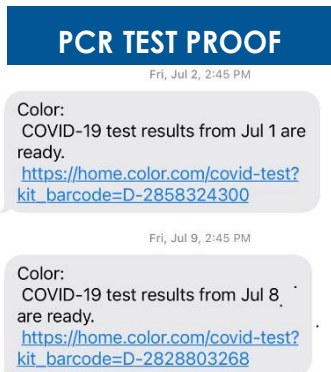 PCR TEST PROOF
Fri, Jul 2, 2:45 PM
Color:
COVID-19 test results from Jul 1 are
ready.
https://home.color.com/covid-test?
kit_barcode=D-2858324300
Fri, Jul 9, 2:45 PM
Color:
COVID-19 test results from Jul 8
are ready.
https://home.color.com/covid-test?
kit_barcode=D-2828803268